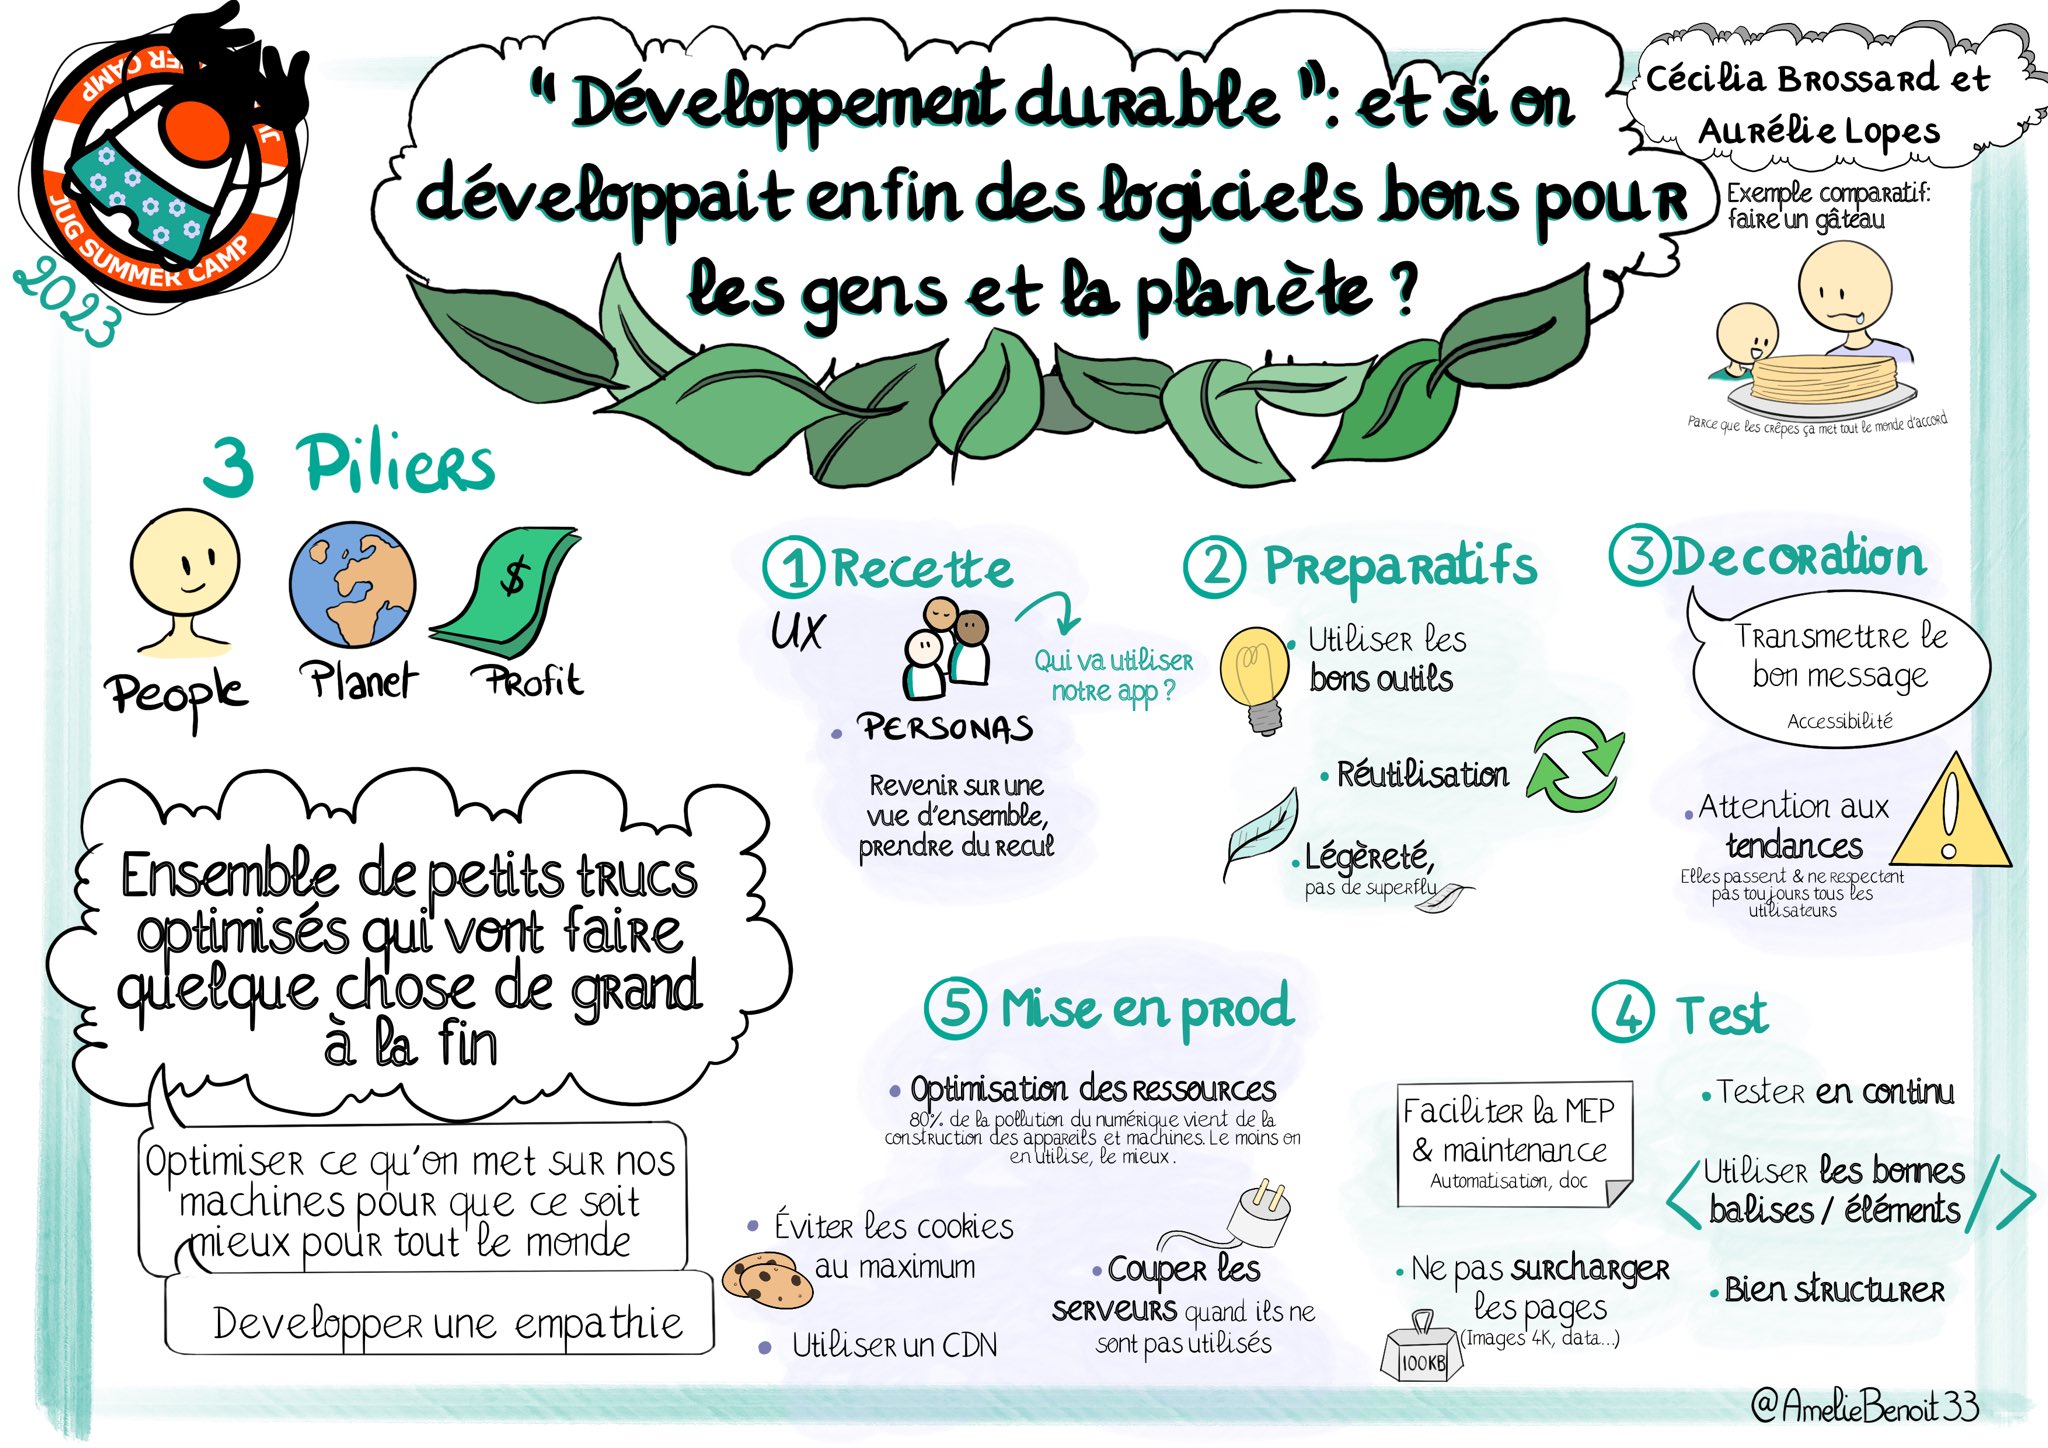 JUG SUMMER CAMP
2023
“Développement durable”: et si on
développait enfin des logiciels bons pour
les gens et la planète ?
Cécilia Brossard et
Aurélie Lopes
Exemple comparatif:
faire un gâteau
Parce que les crêpes ça met tout le monde d'accord
3 Piliers
$
People
Planet
Profit
Ensemble de petits trucs
optimisés qui vont faire
quelque chose de grand
à la fin
Optimiser ce qu'on met sur nos
machines pour que ce soit
mieux pour tout le monde
Developper une empathie
1 Recette
UX
Qui va utiliser
notre app ?
• PERSONAS
Revenir sur une
vue d'ensemble,
prendre du recul
2 Preparatifs
• Utiliser les
bons outils
• Réutilisation
• Légèreté,
pas de superflu
3 Decoration
Transmettre le
bon message
Accessibilité
• Attention aux
tendances
Elles passent & ne respectent
pas toujours tous les
utilisateurs
4 Test
• Tester en continu
Faciliter la MEP
& maintenance
Automatisation, doc
< Utiliser les bonnes
balises / éléments />
• Ne pas surcharger
les pages
(Images 4K, data...)
100KB
• Bien structurer
5 Mise en prod
• Optimisation des ressources
80% de la pollution du numérique vient de la
construction des appareils et machines. Le moins on
en utilise, le mieux.
• Éviter les cookies
au maximum
• Couper les
serveurs quand ils ne
sont pas utilisés
• Utiliser un CDN
@AmelieBenoit33